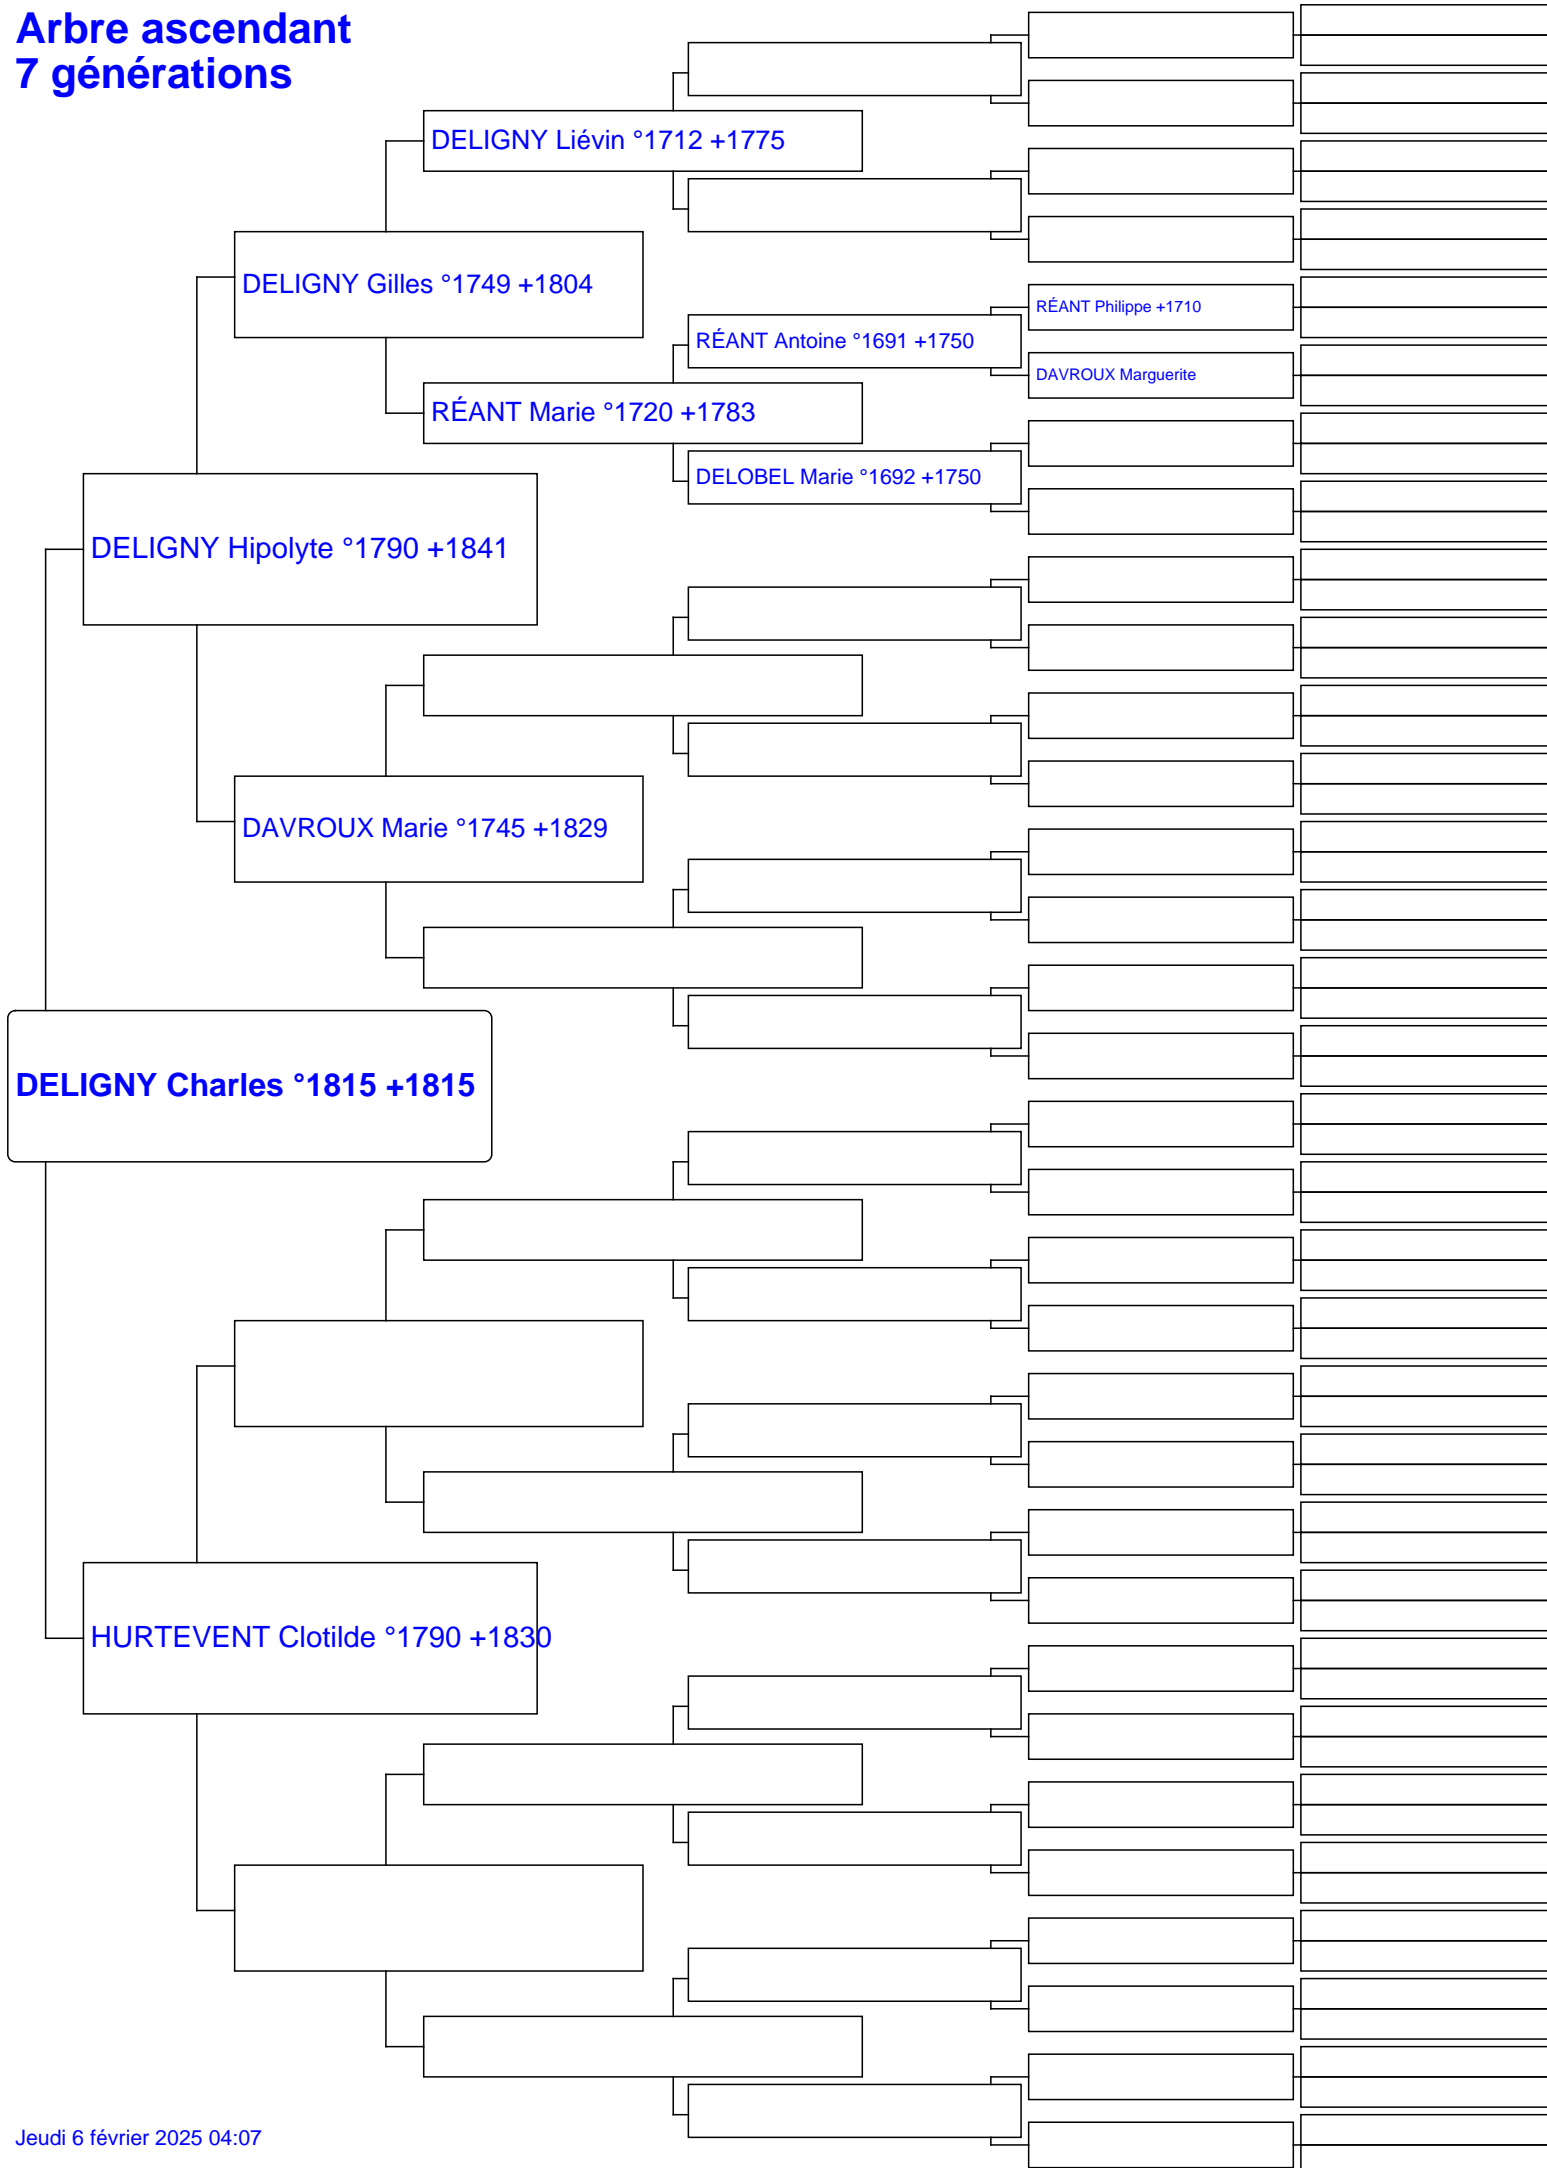 Arbre ascendant
7 générations
DELIGNY Liévin °1712 +1775
DELIGNY Gilles °1749 +1804
RÉANT Philippe +1710
RÉANT Antoine °1691 +1750
DAVROUX Marguerite
RÉANT Marie °1720 +1783
DELOBEL Marie °1692 +1750
DELIGNY Hipolyte °1790 +1841
DAVROUX Marie °1745 +1829
DELIGNY Charles °1815 +1815
HURTEVENT Clotilde °1790 +1830
Jeudi 6 février 2025 04:07